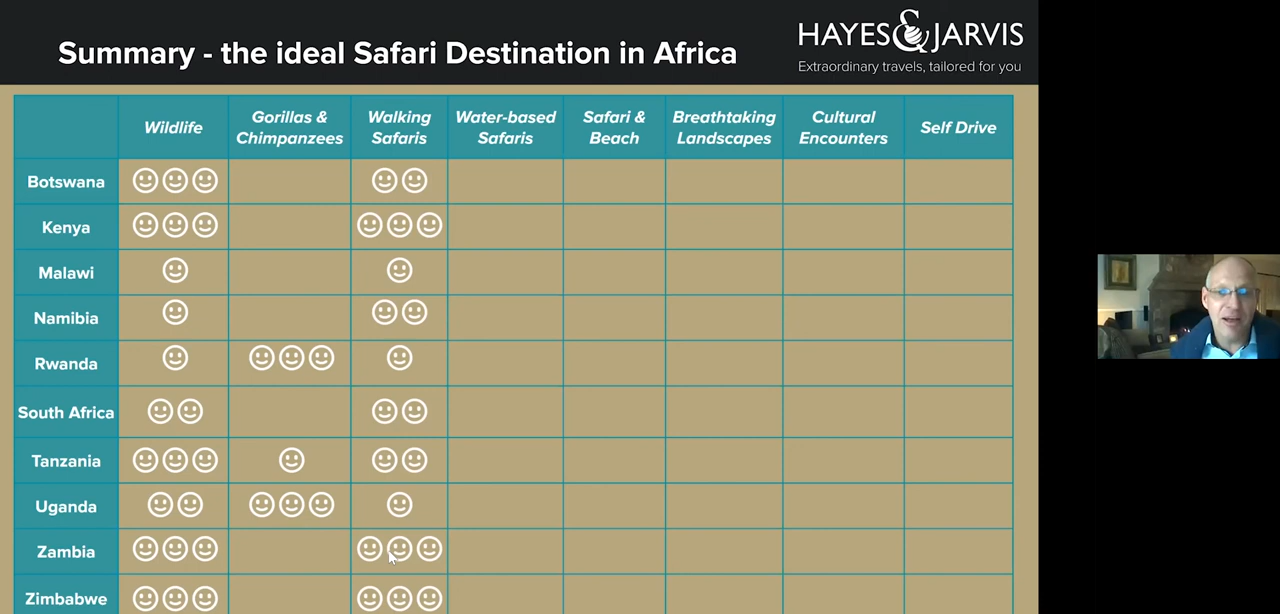 Summary - the ideal Safari Destination in Africa
HAYES & JARVIS
Extraordinary travels, tailored for you
Wildlife
Gorillas &
Chimpanzees
Walking
Safaris
Water-based
Safaris
Safari &
Beach
Breathtaking
Landscapes
Cultural
Encounters
Self Drive
Botswana
Kenya
Malawi
Namibia
Rwanda
South Africa
Tanzania
Uganda
Zambia
Zimbabwe